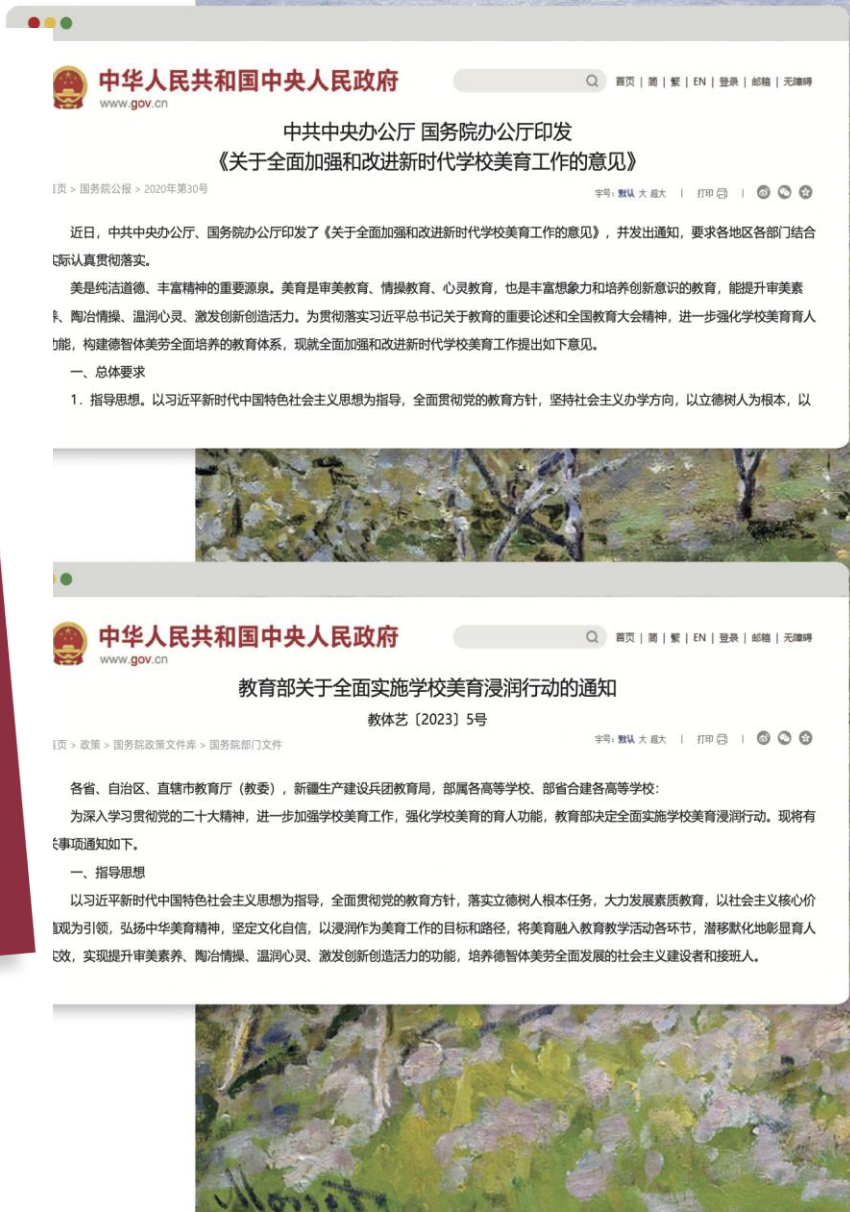 中华人民共和国中央人民政府
www.gov.cn
首页 | 简 | 繁 | EN | 登录 | 邮箱 | 无障碍
中共中央办公厅 国务院办公厅印发
《关于全面加强和改进新时代学校美育工作的意见》
页 > 国务院公报 > 2020年第30号
字号: 默认 大 超大 | 打印 |
近日，中共中央办公厅、国务院办公厅印发了《关于全面加强和改进新时代学校美育工作的意见》，并发出通知，要求各地区各部门结合
实际认真贯彻落实。
美是纯洁道德、丰富精神的重要源泉。美育是审美教育、情操教育、心灵教育，也是丰富想象力和培养创新意识的教育，能提升审美素
、陶冶情操、温润心灵、激发创新创造活力。为贯彻落实习近平总书记关于教育的重要论述和全国教育大会精神，进一步强化学校美育育人
功能，构建德智体美劳全面培养的教育体系，现就全面加强和改进新时代学校美育工作提出如下意见。
一、总体要求
1. 指导思想。以习近平新时代中国特色社会主义思想为指导，全面贯彻党的教育方针，坚持社会主义办学方向，以立德树人为根本，以
中华人民共和国中央人民政府
www.gov.cn
首页 | 简 | 繁 | EN | 登录 | 邮箱 | 无障碍
教育部关于全面实施学校美育浸润行动的通知
教体艺〔2023〕5号
首页 > 政策 > 国务院政策文件库 > 国务院部门文件
字号: 默认 大 超大 | 打印 |
各省、自治区、直辖市教育厅（教委），新疆生产建设兵团教育局，部属各高等学校、部省合建各高等学校：
为深入学习贯彻党的二十大精神，进一步加强学校美育工作，强化学校美育的育人功能，教育部决定全面实施学校美育浸润行动。现将有
关事项通知如下。
一、指导思想
以习近平新时代中国特色社会主义思想为指导，全面贯彻党的教育方针，落实立德树人根本任务，大力发展素质教育，以社会主义核心价
值观为引领，弘扬中华美育精神，坚定文化自信，以浸润作为美育工作的目标和路径，将美育融入教育教学活动各环节，潜移默化地彰显育人
实效，实现提升审美素养、陶冶情操、温润心灵、激发创新创造活力的功能，培养德智体美劳全面发展的社会主义建设者和接班人。